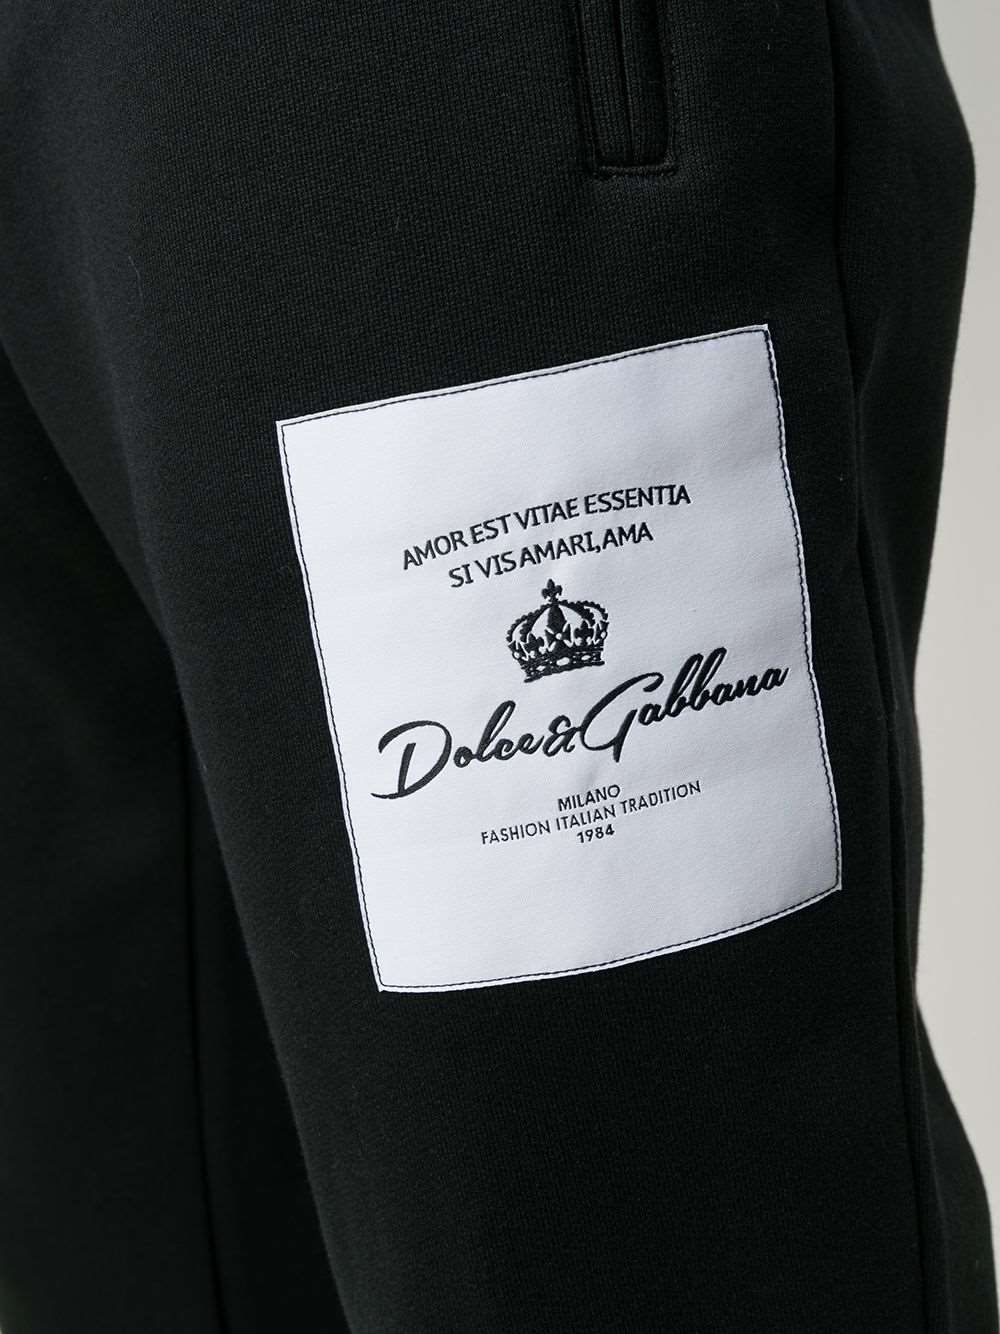 AMOR EST VITAE ESSENTIA
SI VIS AMARI, AMA
Dolce & Gabbana
MILANO
FASHION ITALIAN TRADITION
1984